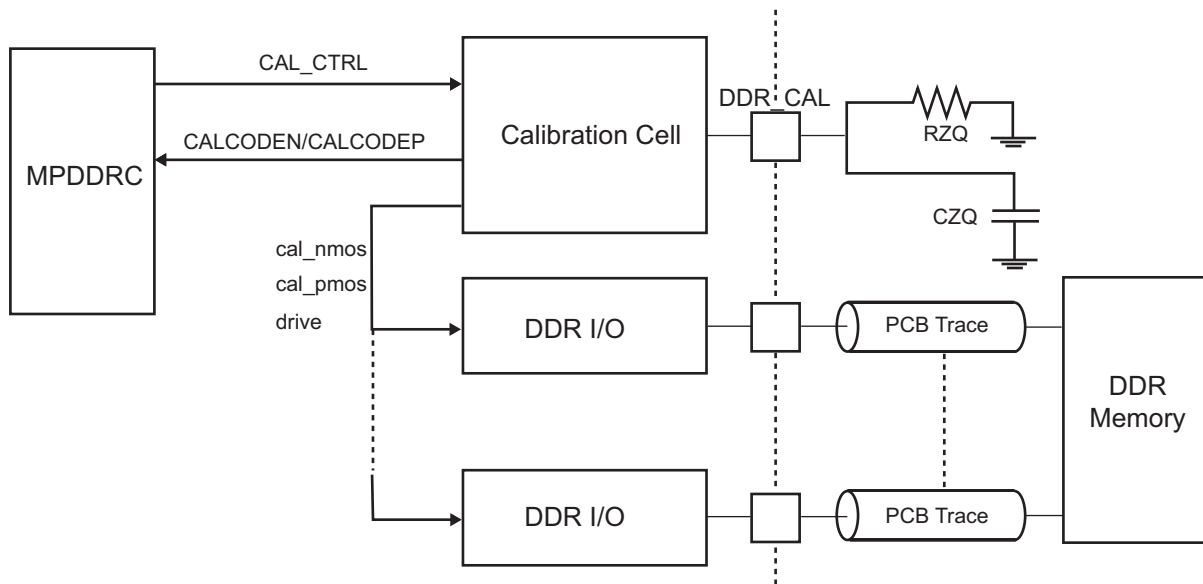 CAL_CTRL
DDR_CAL
Calibration Cell
RZQ
CALCODEN/CALCODEP
MPDDRC
CZQ
cal_nmos
cal_pmos
drive
DDR I/O
PCB Trace
DDR
Memory
DDR I/O
PCB Trace